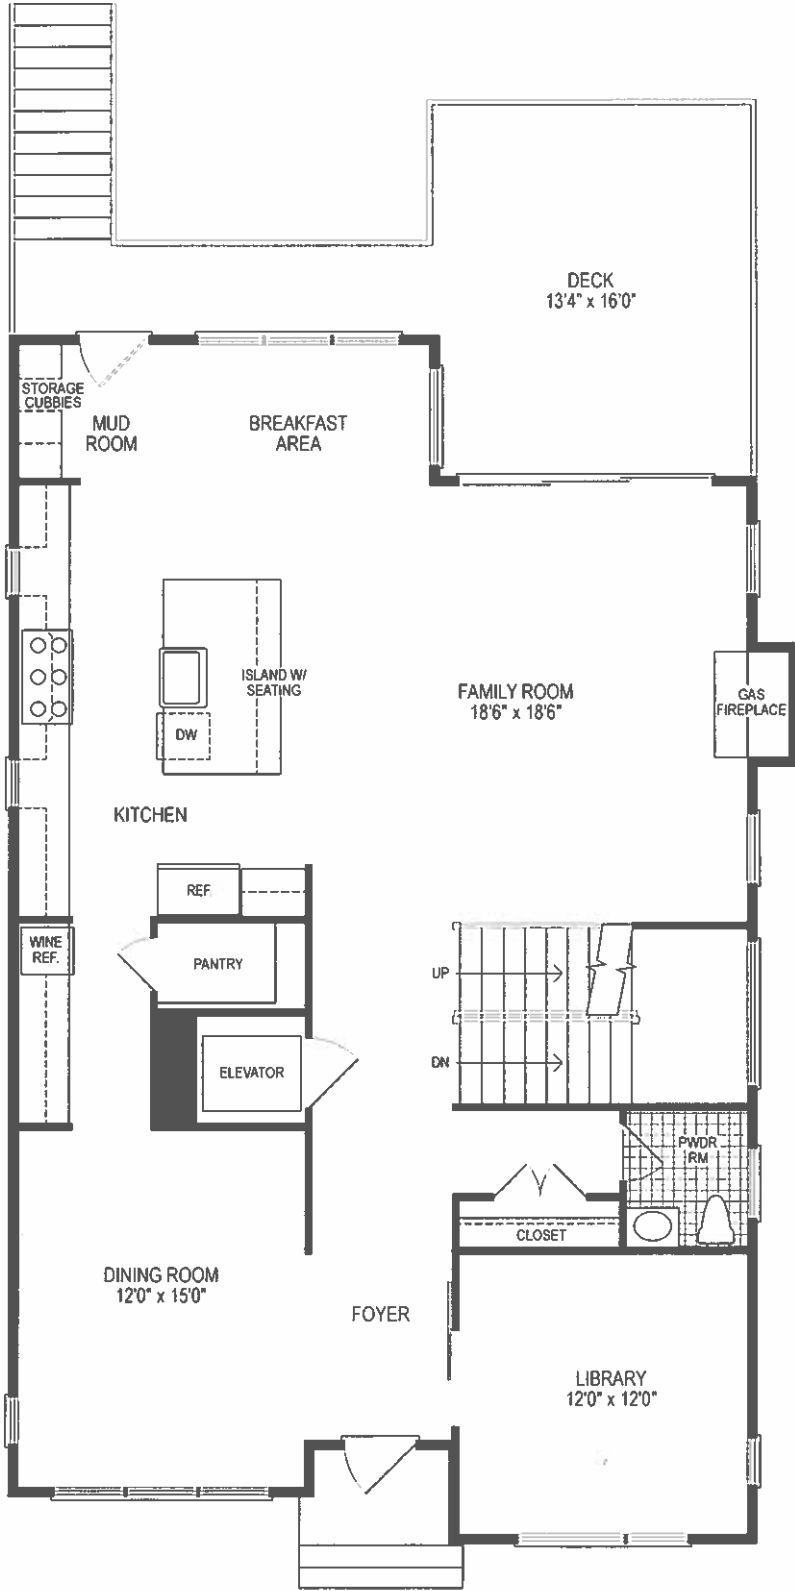 DECK
13'4" x 16'0"
STORAGE
CUBBIES
MUD
ROOM
BREAKFAST
AREA
ISLAND W/
SEATING
DW
FAMILY ROOM
18'6" x 18'6"
GAS
FIREPLACE
KITCHEN
REF.
WINE
REF.
PANTRY
UP
DN
ELEVATOR
PWDR
RM
CLOSET
DINING ROOM
12'0" x 15'0"
FOYER
LIBRARY
12'0" x 12'0"